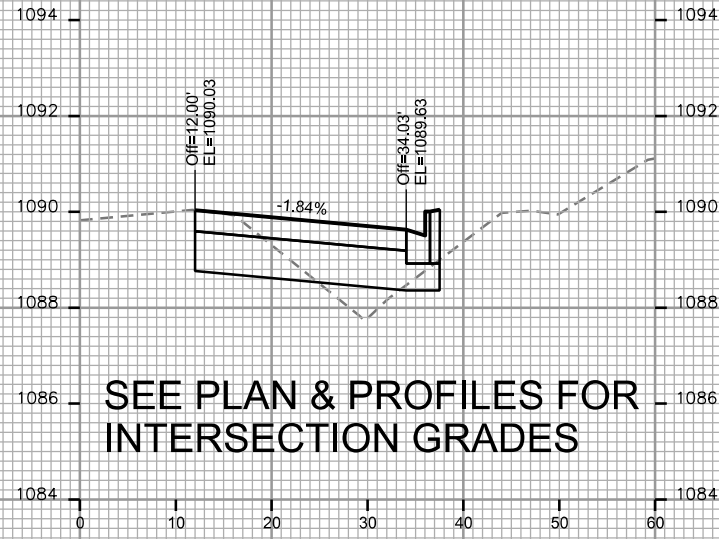 1094 1094
1092 1092
Off=12.00'
EL=1090.03
Off=34.03'
EL=1089.63
-1.84%
1090 1090
1088 1088
SEE PLAN & PROFILES FOR
1086 1086
INTERSECTION GRADES
1084 1084
0 10 20 30 40 50 60